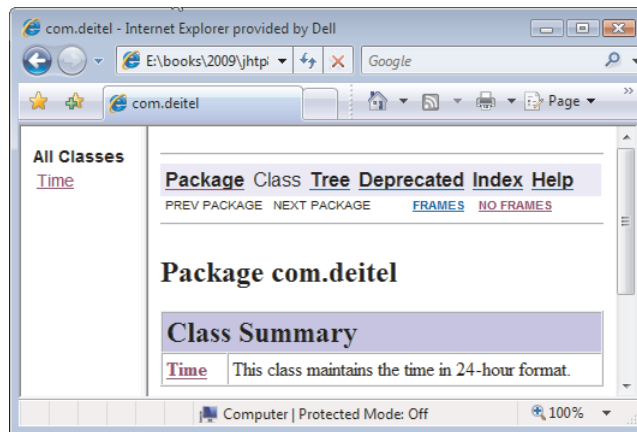 com.deitel - Internet Explorer provided by Dell
E:\books\2009\jhtp Google
com.deitel Page »
All Classes
Time
Package Class Tree Deprecated Index Help
PREV PACKAGE NEXT PACKAGE FRAMES NO FRAMES
Package com.deitel
Class Summary
Time This class maintains the time in 24-hour format.
Computer | Protected Mode: Off 100%